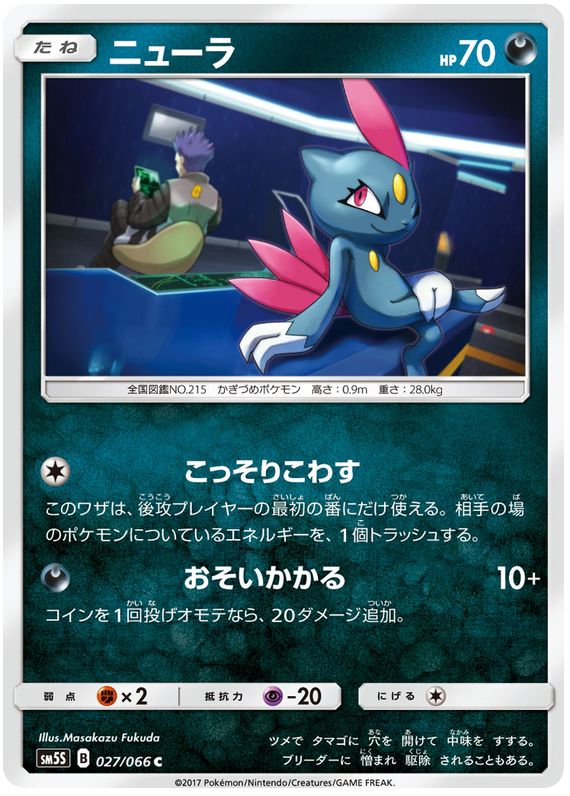 たね ニューラ HP70
G
全国図鑑NO.215 かぎづめポケモン 高さ:0.9m 重さ:28.0kg
こっそりこわす
このワザは、後攻プレイヤーの最初の番にだけ使える。相手の場
のポケモンについているエネルギーを、1個トラッシュする。
おそいかかる 10+
コインを1回投げオモテなら、20ダメージ追加。
弱点 ×2 抵抗力 -20 にげる
Illus.Masakazu Fukuda
SM5S B 027/066 C
ツメで タマゴに 穴を 開けて 中味を すする。
ブリーダーに 憎まれ 駆除 されることもある。
©2017 Pokémon/Nintendo/Creatures/GAME FREAK.